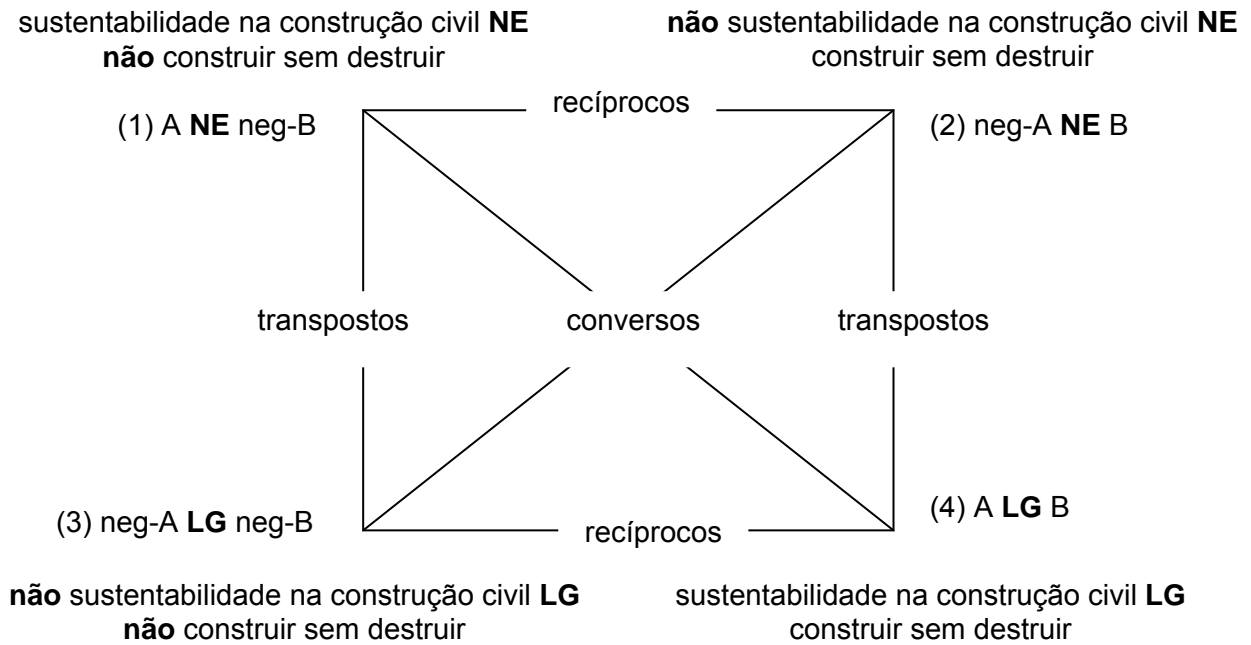 sustentabilidade na construção civil NE
não construir sem destruir
não sustentabilidade na construção civil NE
construir sem destruir
(1) A NE neg-B
recíprocos
(2) neg-A NE B
transpostos
conversos
transpostos
(3) neg-A LG neg-B
recíprocos
(4) A LG B
não sustentabilidade na construção civil LG
não construir sem destruir
sustentabilidade na construção civil LG
construir sem destruir